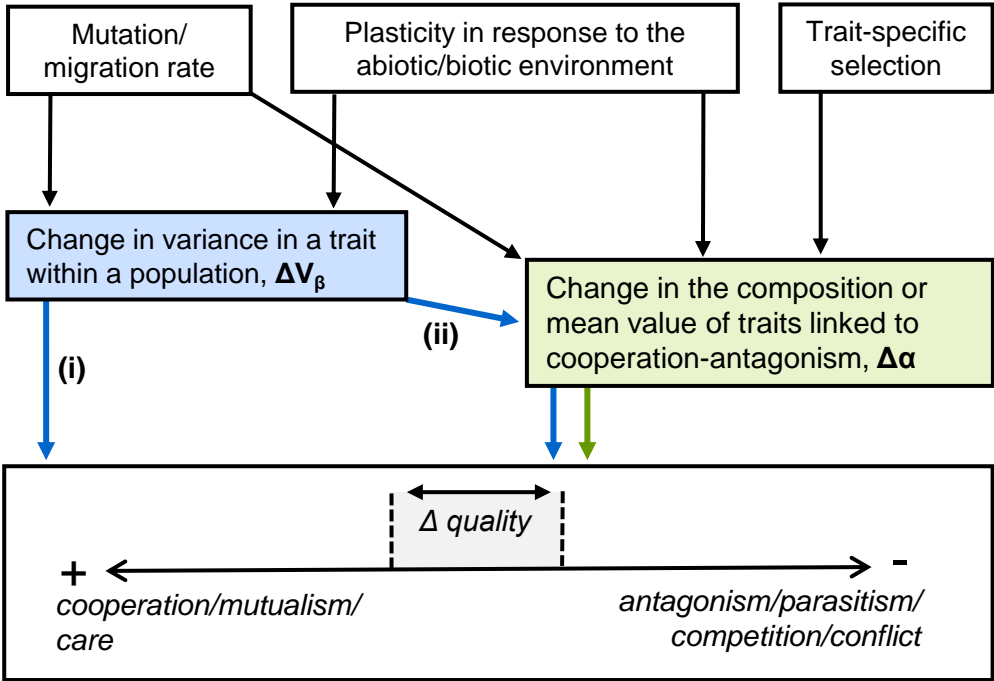 Mutation/
migration rate
Plasticity in response to the
abiotic/biotic environment
Trait-specific
selection
Change in variance in a trait
within a population, ΔVβ
Change in the composition or
mean value of traits linked to
cooperation-antagonism, Δα
(ii)
(i)
Δ quality
+
-
cooperation/mutualism/
care
antagonism/parasitism/
competition/conflict